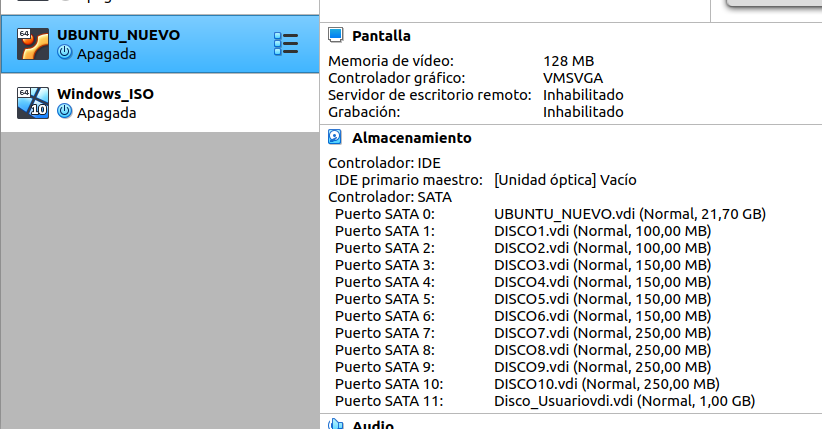 Apagada
64
UBUNTU_NUEVO
Apagada
64
10
Windows_ISO
Apagada
Pantalla
Memoria de vídeo: 128 MB
Controlador gráfico: VMSVGA
Servidor de escritorio remoto: Inhabilitado
Grabación: Inhabilitado
Almacenamiento
Controlador: IDE
IDE primario maestro: [Unidad óptica] Vacío
Controlador: SATA
Puerto SATA 0: UBUNTU_NUEVO.vdi (Normal, 21,70 GB)
Puerto SATA 1: DISCO1.vdi (Normal, 100,00 MB)
Puerto SATA 2: DISCO2.vdi (Normal, 100,00 MB)
Puerto SATA 3: DISCO3.vdi (Normal, 150,00 MB)
Puerto SATA 4: DISCO4.vdi (Normal, 150,00 MB)
Puerto SATA 5: DISCO5.vdi (Normal, 150,00 MB)
Puerto SATA 6: DISCO6.vdi (Normal, 150,00 MB)
Puerto SATA 7: DISCO7.vdi (Normal, 250,00 MB)
Puerto SATA 8: DISCO8.vdi (Normal, 250,00 MB)
Puerto SATA 9: DISCO9.vdi (Normal, 250,00 MB)
Puerto SATA 10: DISCO10.vdi (Normal, 250,00 MB)
Puerto SATA 11: Disco_Usuariovdi.vdi (Normal, 1,00 GB)
Audio